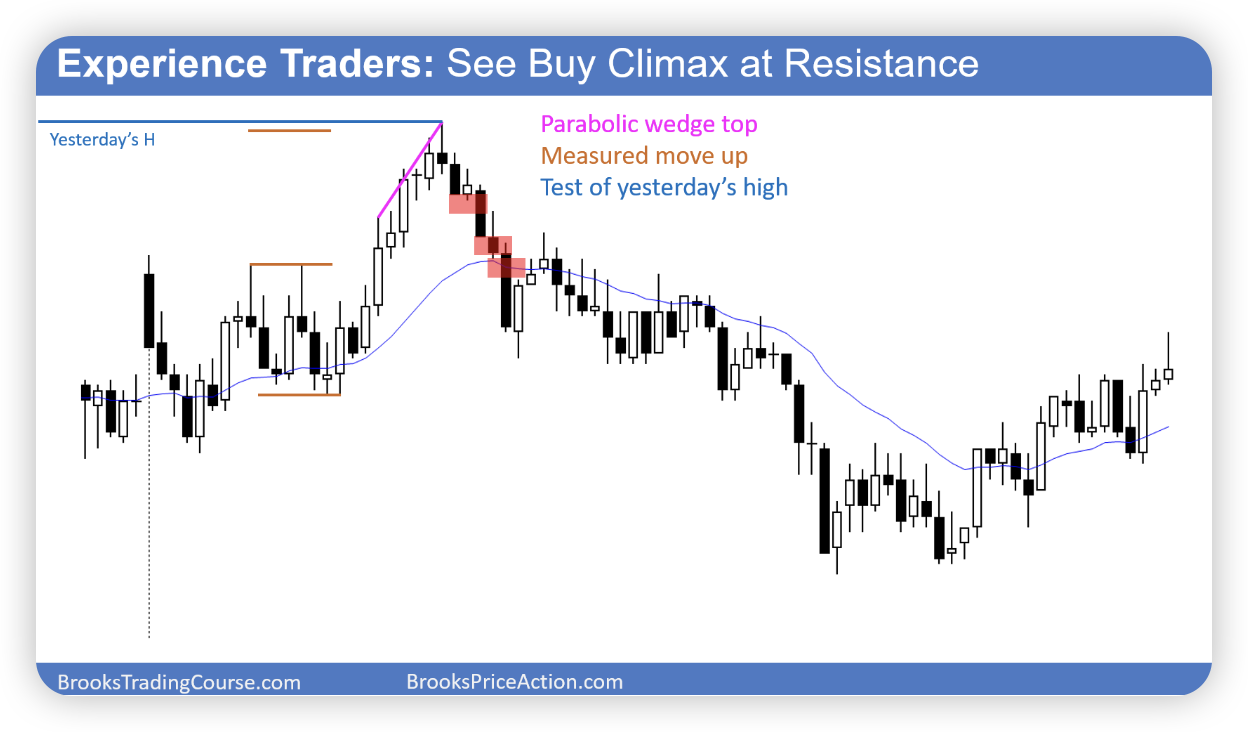 Experience Traders: See Buy Climax at Resistance
Yesterday's H
Parabolic wedge top
Measured move up
Test of yesterday's high
BrooksTradingCourse.com
BrooksPriceAction.com